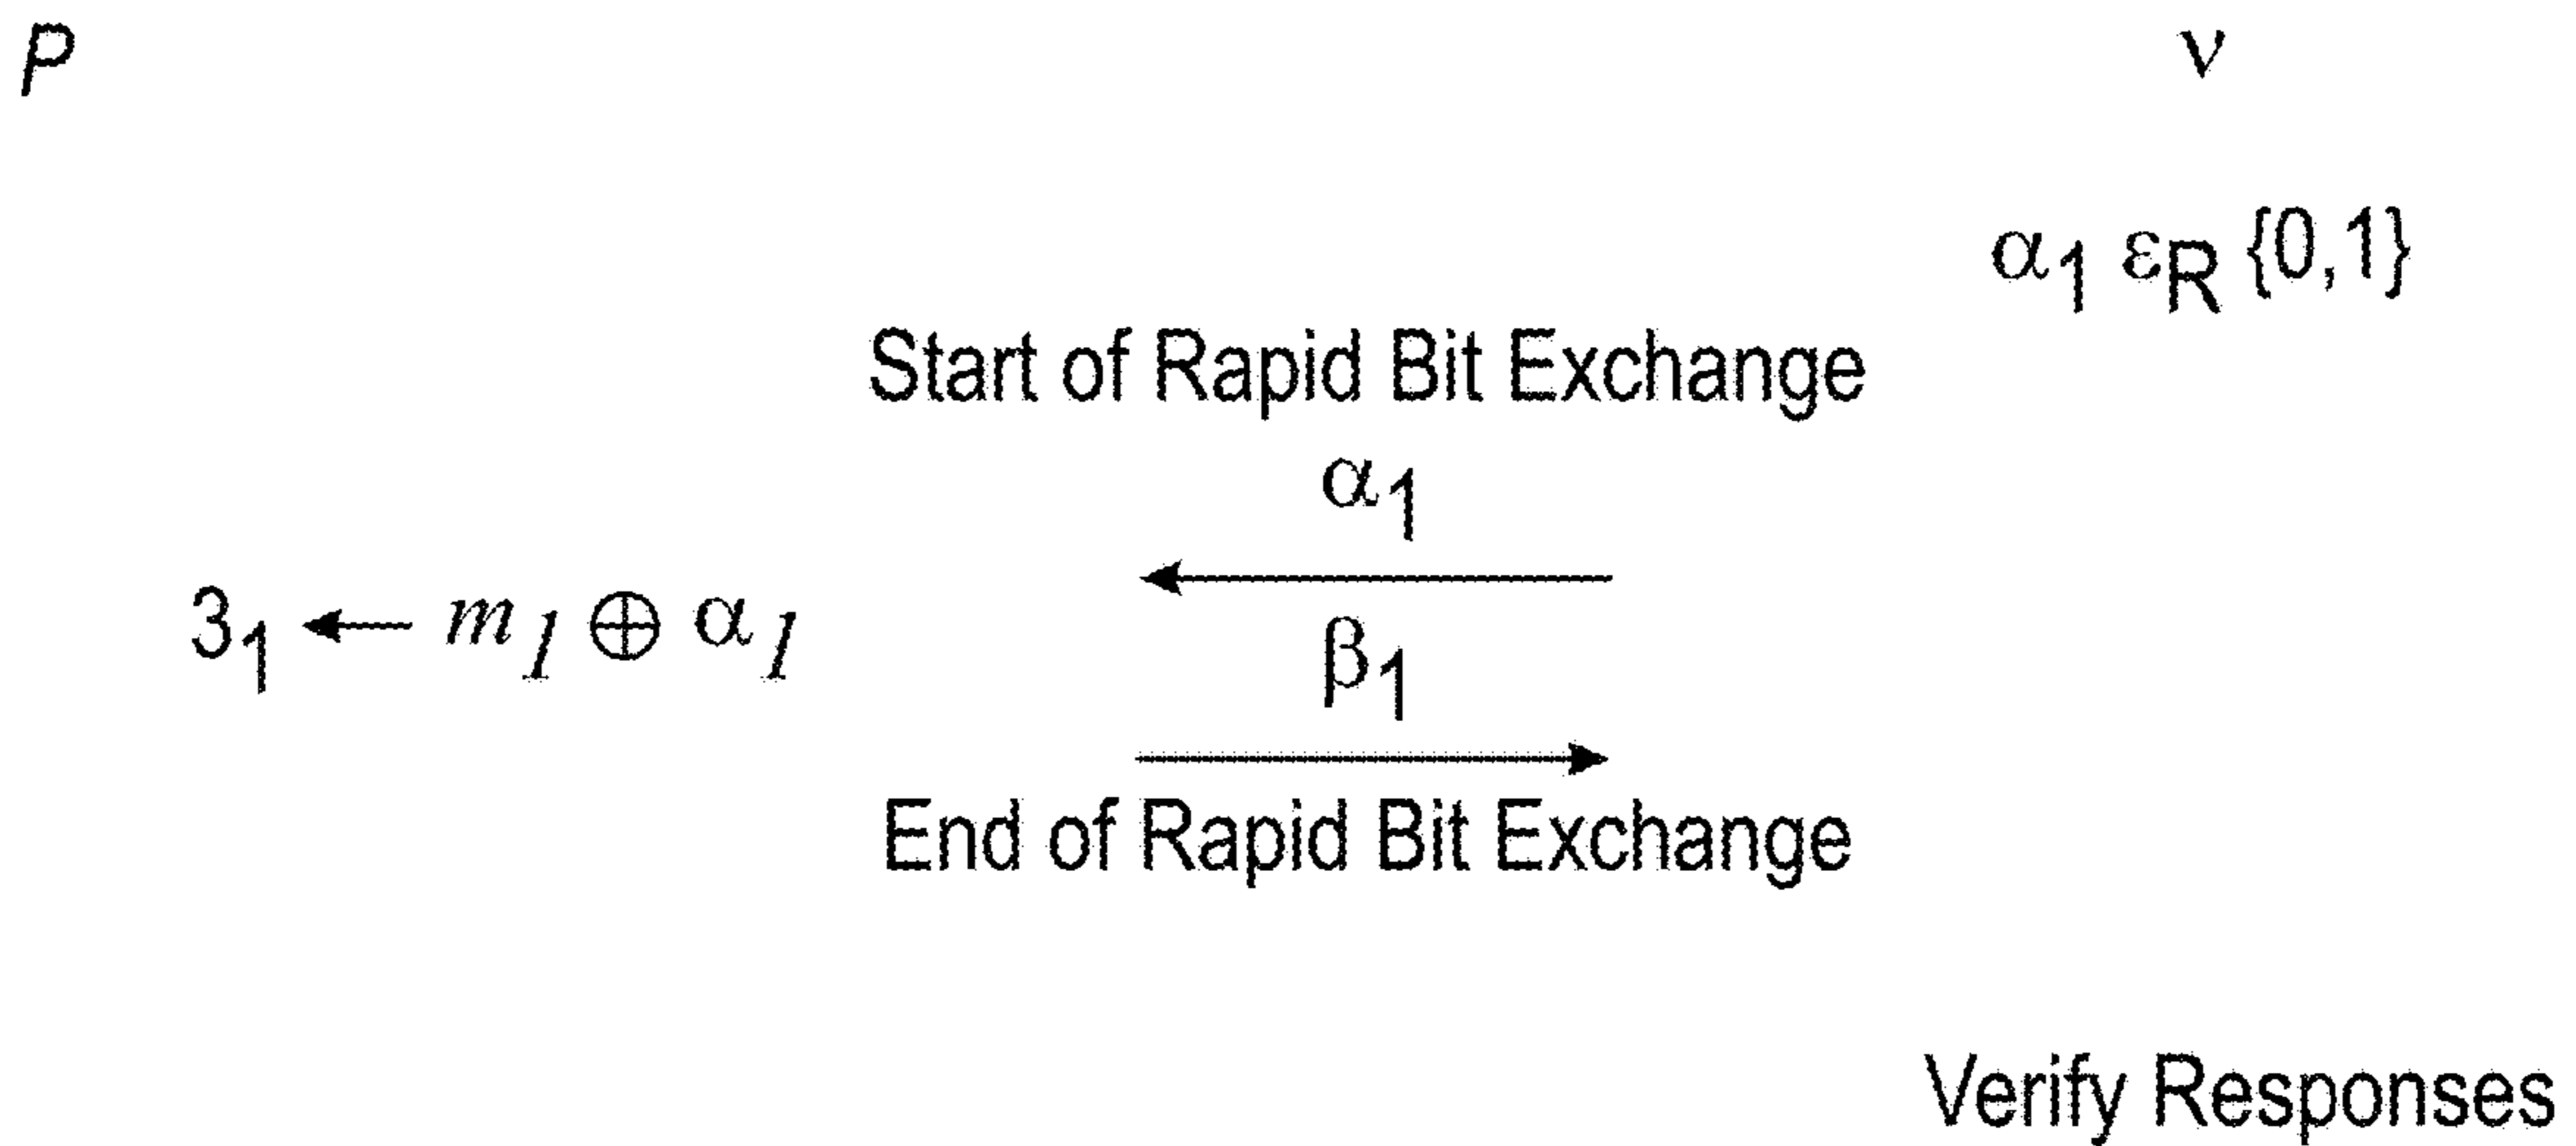 P ν
α1 εR {0,1}
Start of Rapid Bit Exchange
α1
31 ← m1 ⊕ α1
β1
End of Rapid Bit Exchange
Verify Responses